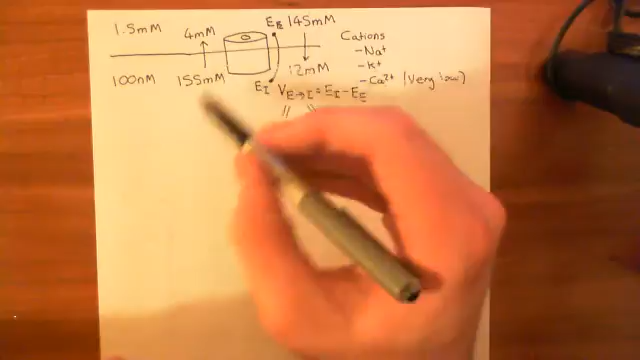 1.5mM 4mM E_E 145mM
100nM 155mM 12mM
E_I V_E→I = E_I - E_E
Cations
- Na⁺
- K⁺
- Ca²⁺ (Very low)